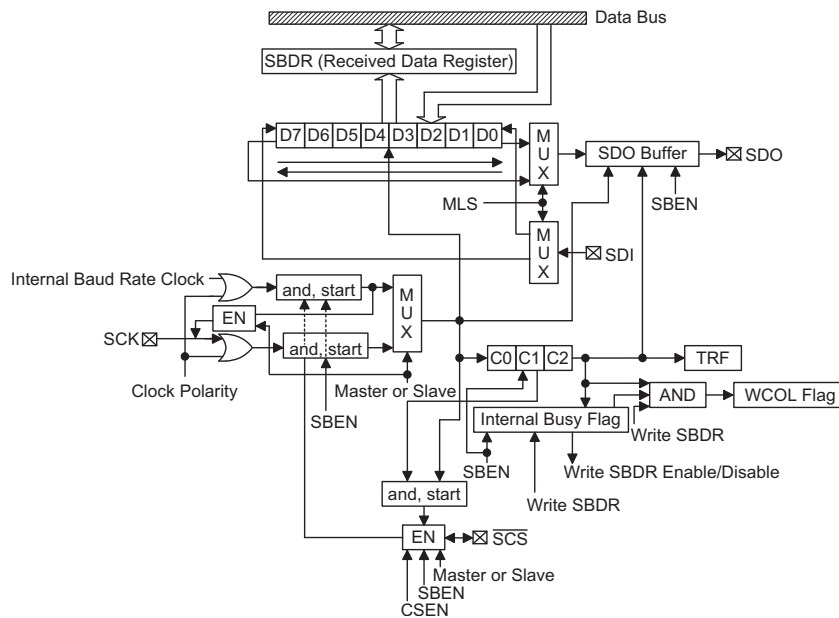 Data Bus
SBDR (Received Data Register)
D7 D6 D5 D4 D3 D2 D1 D0
MUX
SDO Buffer
SDO
MLS
SBEN
MUX
SDI
Internal Baud Rate Clock
and, start
MUX
EN
SCK
and, start
C0 C1 C2
TRF
Clock Polarity
Master or Slave
AND
WCOL Flag
SBEN
Internal Busy Flag
Write SBDR
SBEN
Write SBDR Enable/Disable
and, start
Write SBDR
EN
SCS
Master or Slave
SBEN
CSEN